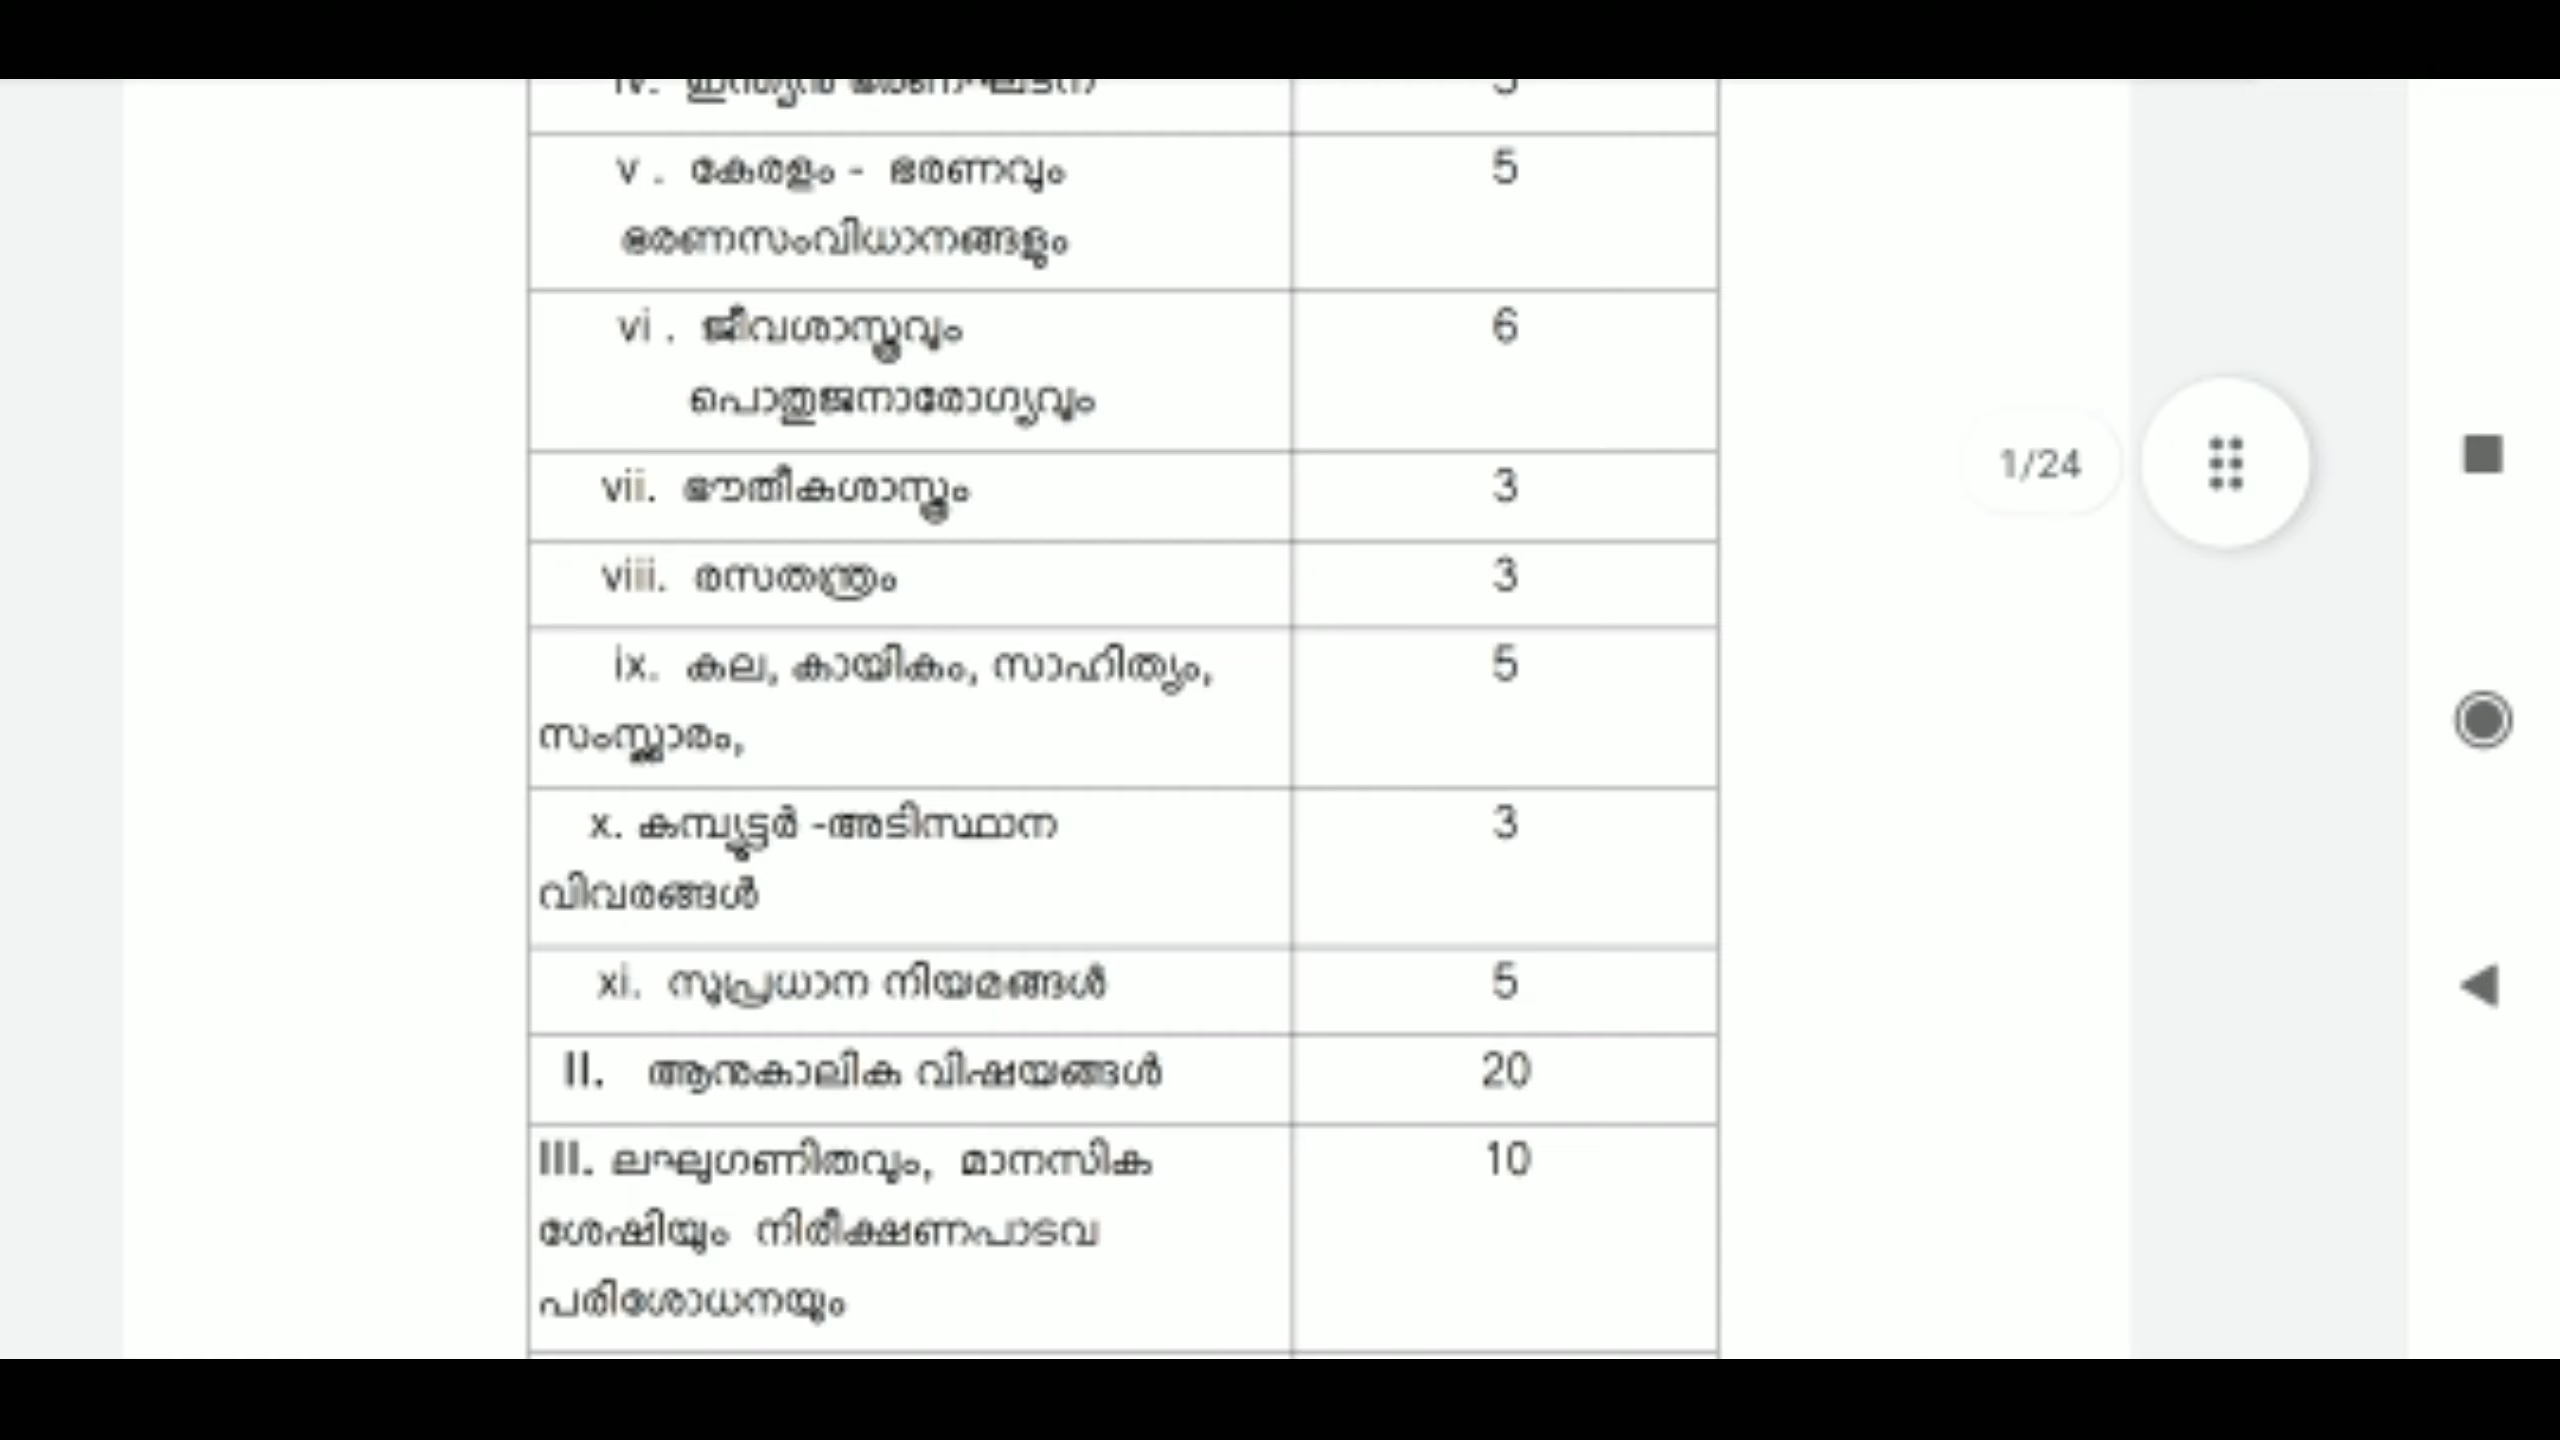 v . കേരളം - ഭരണവും 5
ഭരണസംവിധാനങ്ങളും
vi . ജീവശാസ്ത്രവും 6
പൊതുജനാരോഗ്യവും
vii. ഭൗതീകശാസ്ത്രം 3
1/24
viii. രസതന്ത്രം 3
ix. കല, കായികം, സാഹിത്യം, 5
സംസ്കാരം,
x. കമ്പ്യൂട്ടർ -അടിസ്ഥാന 3
വിവരങ്ങൾ
xi. സുപ്രധാന നിയമങ്ങൾ 5
II. ആനുകാലിക വിഷയങ്ങൾ 20
III. ലഘുഗണിതവും, മാനസിക 10
ശേഷിയും നിരീക്ഷണപാടവ
പരിശോധനയും